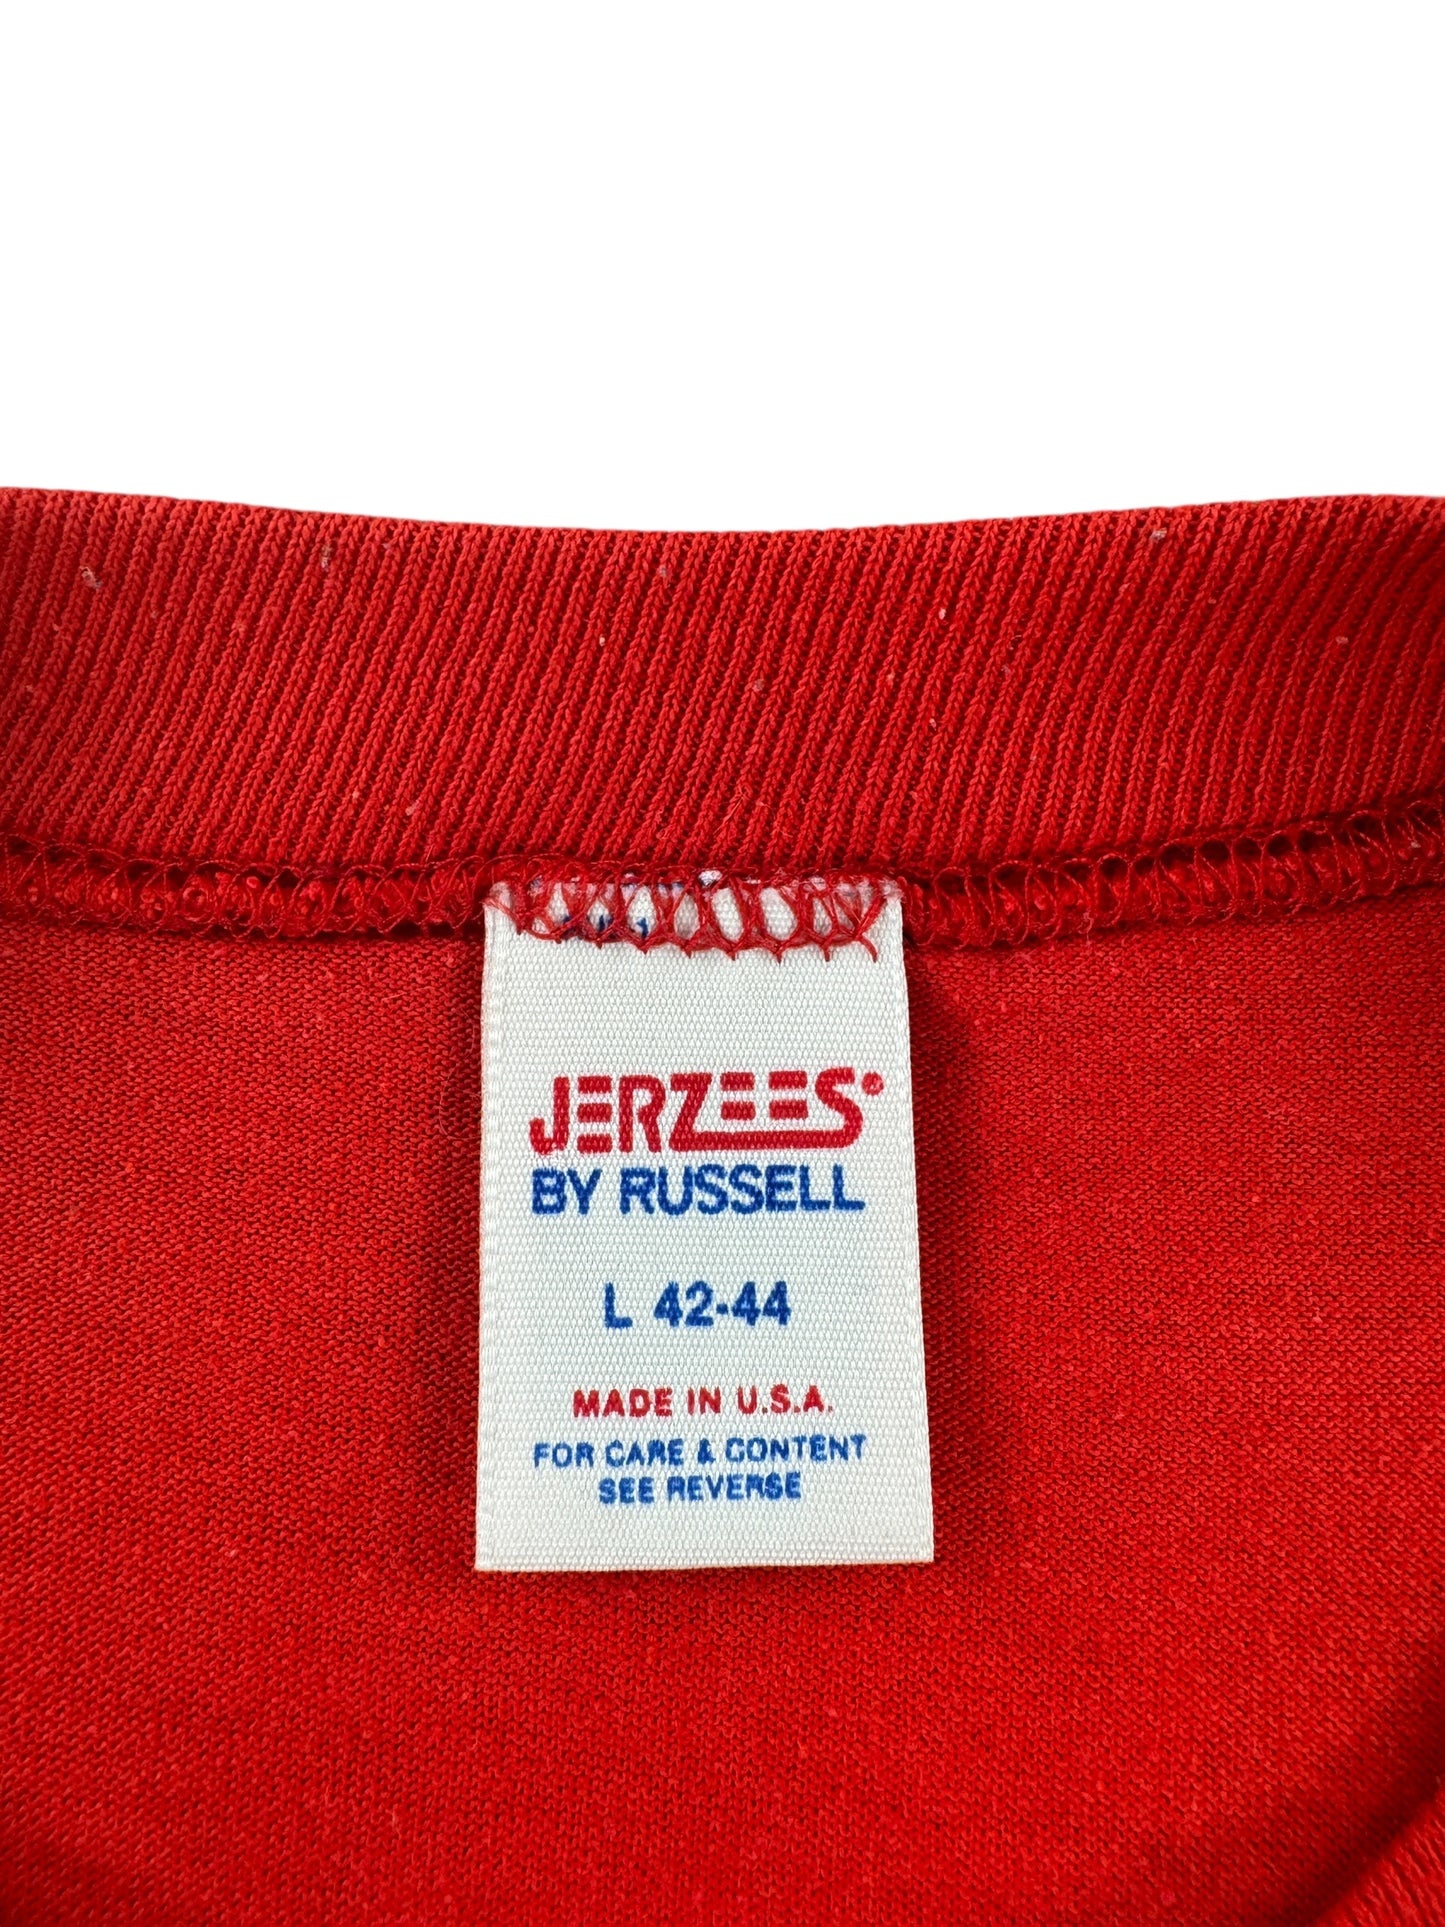 JERZEES®
BY RUSSELL
L 42-44
MADE IN U.S.A.
FOR CARE & CONTENT
SEE REVERSE